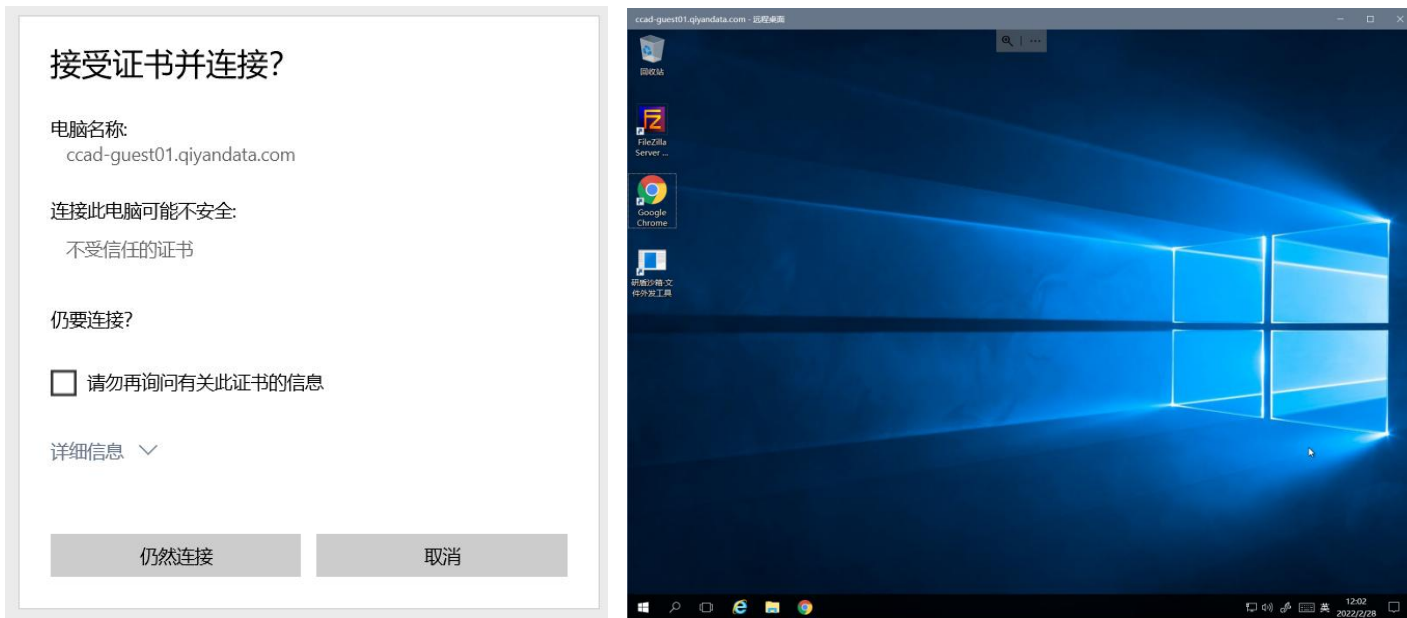 接受证书并连接?
电脑名称:
ccad-guest01.qiyandata.com
连接此电脑可能不安全:
不受信任的证书
仍要连接?
请勿再询问有关此证书的信息
详细信息
仍然连接
取消
ccad-guest01.qiyandata.com - 远程桌面
回收站
FileZilla
Server ...
Google
Chrome
研盾沙箱·文
件外发工具
英
12:02
2022/2/28